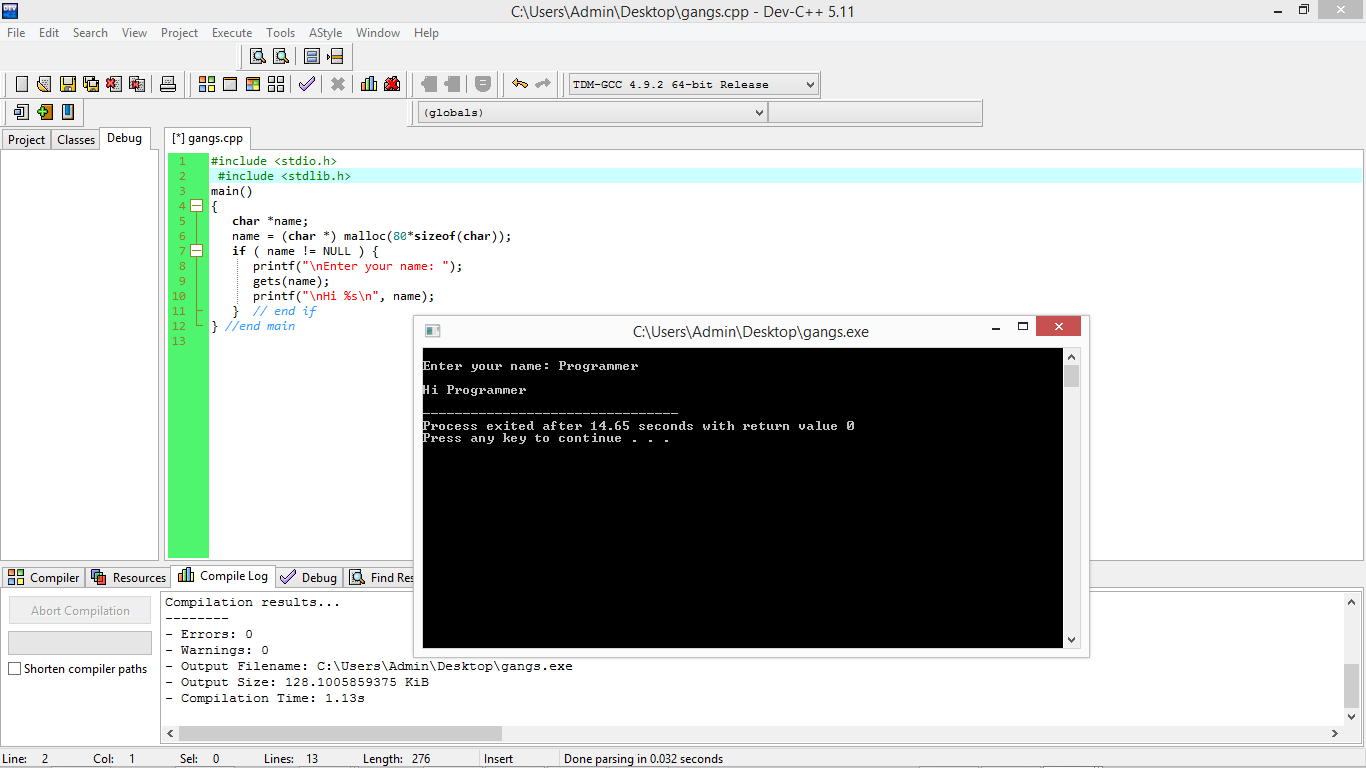 C:\Users\Admin\Desktop\gangs.cpp - Dev-C++ 5.11
File Edit Search View Project Execute Tools AStyle Window Help
TDM-GCC 4.9.2 64-bit Release
(globals)
Project Classes Debug
[*] gangs.cpp
1 #include <stdio.h>
2 #include <stdlib.h>
3 main()
4 {
5 char *name;
6 name = (char *) malloc(80*sizeof(char));
7 if ( name != NULL ) {
8 printf("\nEnter your name: ");
9 gets(name);
10 printf("\nHi %s\n", name);
11 } // end if
12 } //end main
13
C:\Users\Admin\Desktop\gangs.exe
Enter your name: Programmer
Hi Programmer
--------------------------------
Process exited after 14.65 seconds with return value 0
Press any key to continue . . .
Compiler Resources Compile Log Debug Find Res
Abort Compilation
Shorten compiler paths
Compilation results...
--------
- Errors: 0
- Warnings: 0
- Output Filename: C:\Users\Admin\Desktop\gangs.exe
- Output Size: 128.1005859375 KiB
- Compilation Time: 1.13s
Line: 2 Col: 1 Sel: 0 Lines: 13 Length: 276 Insert Done parsing in 0.032 seconds